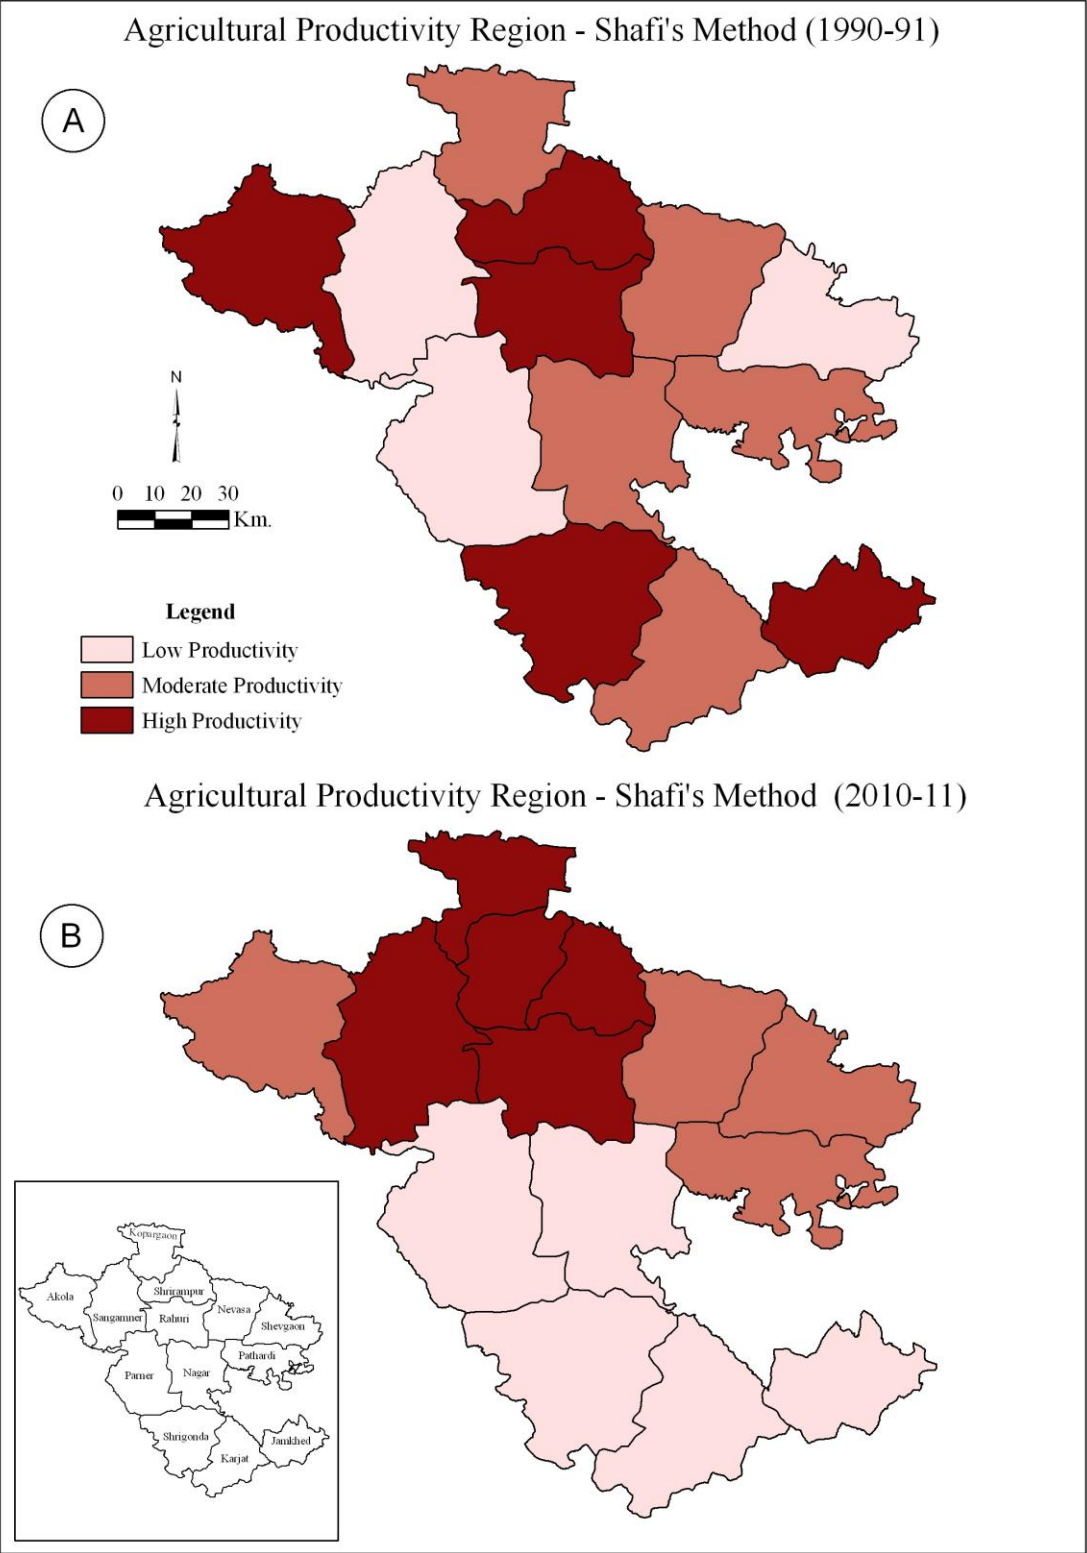 Agricultural Productivity Region - Shafi's Method (1990-91)
A
N
0 10 20 30
Km.
Legend
Low Productivity
Moderate Productivity
High Productivity
Agricultural Productivity Region - Shafi's Method (2010-11)
B
Kopargaon
Akola
Shrirampur
Sangamner
Rahuri
Nevasa
Shevgaon
Pathardi
Parner
Nagar
Shrigonda
Jamkhed
Karjat